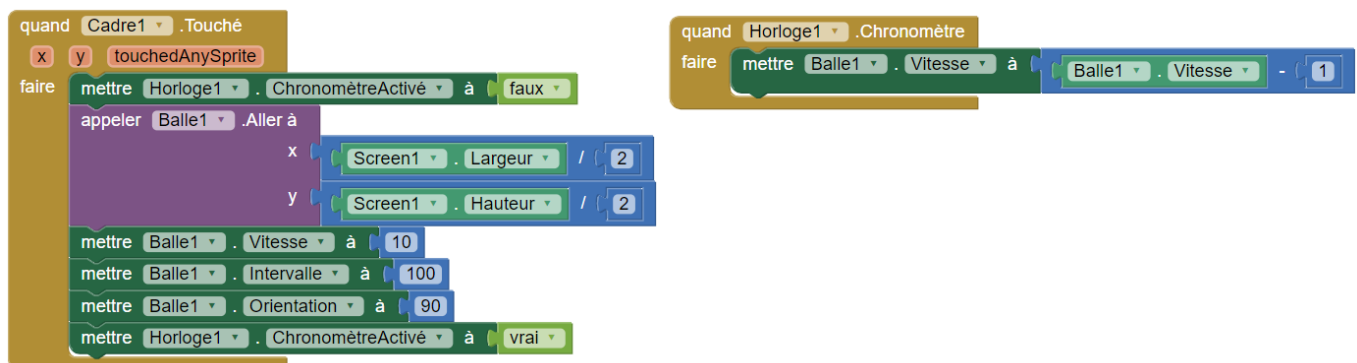 quand Cadre1 .Touché
x y touchedAnySprite
faire mettre Horloge1 . ChronomètreActivé à faux
appeler Balle1 .Aller à
x Screen1 . Largeur / 2
y Screen1 . Hauteur / 2
mettre Balle1 . Vitesse à 10
mettre Balle1 . Intervalle à 100
mettre Balle1 . Orientation à 90
mettre Horloge1 . ChronomètreActivé à vrai
quand Horloge1 .Chronomètre
faire mettre Balle1 . Vitesse à Balle1 . Vitesse - 1